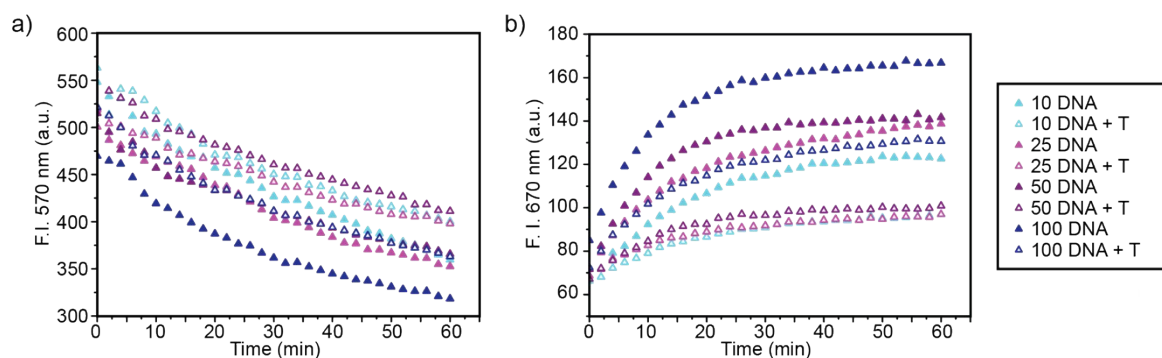 a)
F. I. 570 nm (a.u.)
600
550
500
450
400
350
300
0 10 20 30 40 50 60
Time (min)
b)
F. I. 670 nm (a.u.)
180
160
140
120
100
80
60
0 10 20 30 40 50 60
Time (min)
10 DNA
10 DNA + T
25 DNA
25 DNA + T
50 DNA
50 DNA + T
100 DNA
100 DNA + T